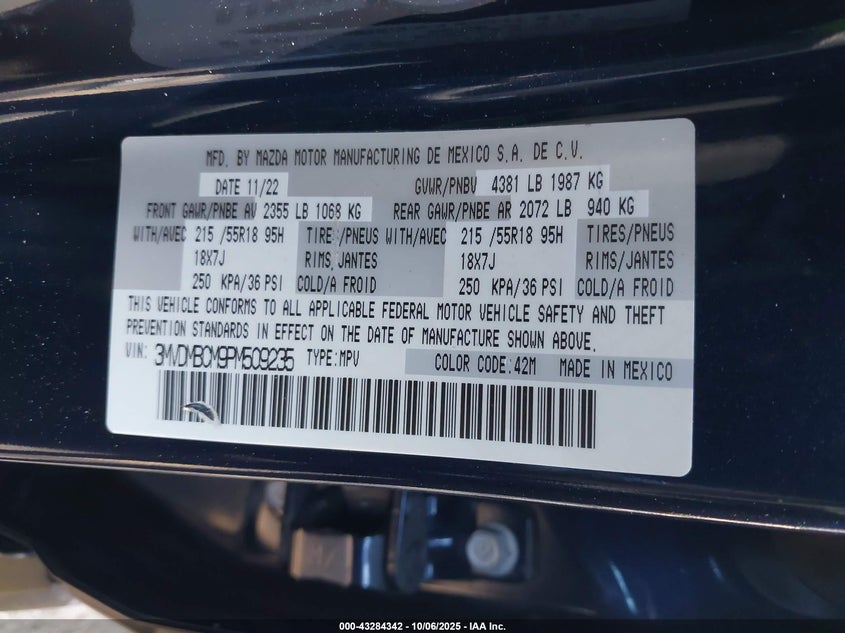 MFD. BY MAZDA MOTOR MANUFACTURING DE MEXICO S.A. DE C.V.
DATE 11/22 GVWR/PNBV 4381 LB 1987 KG
FRONT GAWR/PNBE AV 2355 LB 1068 KG REAR GAWR/PNBE AR 2072 LB 940 KG
WITH/AVEC 215 /55R18 95H TIRE/PNEUS WITH/AVEC 215 /55R18 95H TIRES/PNEUS
18X7J RIMS, JANTES 18X7J RIMS/JANTES
250 KPA/36 PSI COLD/A FROID 250 KPA/36 PSI COLD/A FROID
THIS VEHICLE CONFORMS TO ALL APPLICABLE FEDERAL MOTOR VEHICLE SAFETY AND THEFT
PREVENTION STANDARDS IN EFFECT ON THE DATE OF MANUFACTURE SHOWN ABOVE.
VIN: 3MVDMBCM9PM509235 TYPE:MPV COLOR CODE:42M MADE IN MEXICO
000-43284342 | 10/06/2025 | IAA Inc.